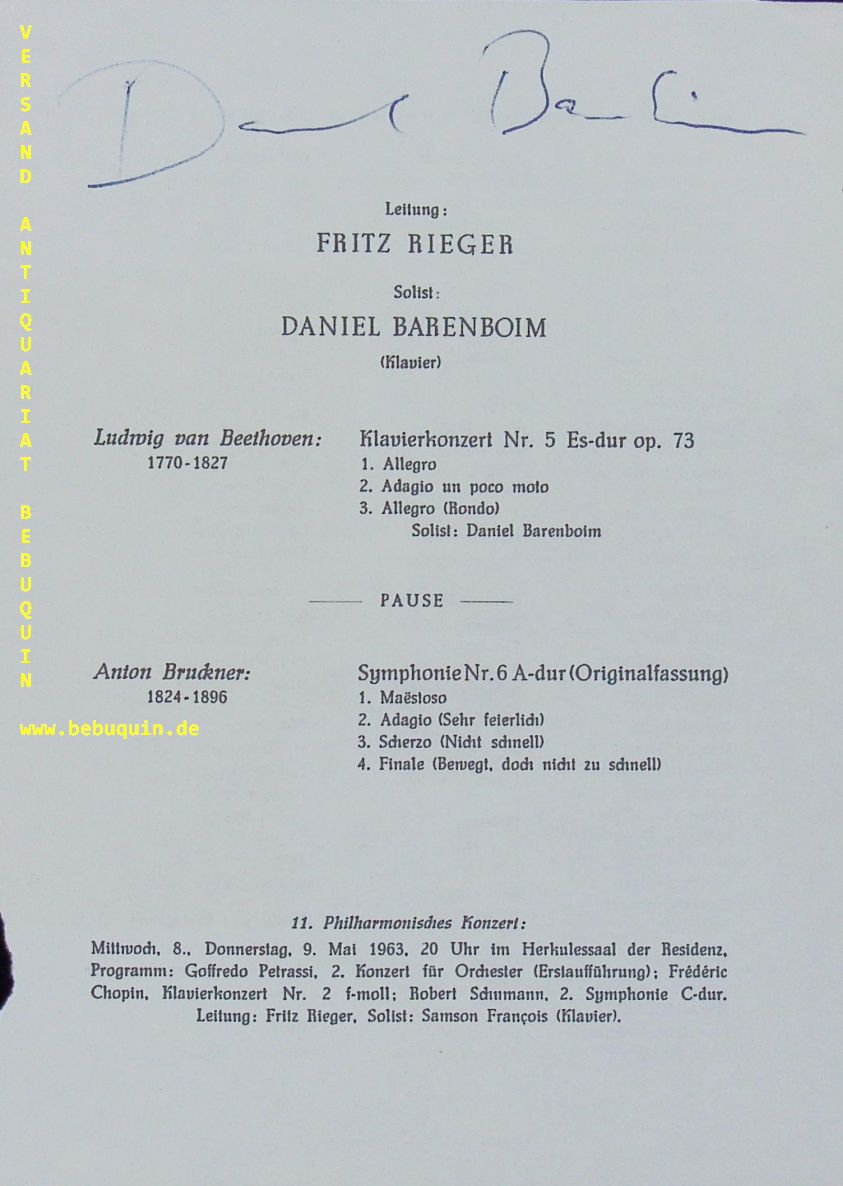 Daniel Barenboim
Leitung:
FRITZ RIEGER
Solist:
DANIEL BARENBOIM
(Klavier)
Ludwig van Beethoven: Klavierkonzert Nr. 5 Es-dur op. 73
1770-1827 1. Allegro
2. Adagio un poco moto
3. Allegro (Rondo)
Solist: Daniel Barenboim
PAUSE
Anton Bruckner: Symphonie Nr. 6 A-dur (Originalfassung)
1824-1896 1. Maëstoso
2. Adagio (Sehr feierlich)
3. Scherzo (Nicht schnell)
4. Finale (Bewegt, doch nicht zu schnell)
11. Philharmonisches Konzert:
Mittwoch, 8., Donnerstag, 9. Mai 1963, 20 Uhr im Herkulessaal der Residenz.
Programm: Goffredo Petrassi, 2. Konzert für Orchester (Erstaufführung); Frédéric
Chopin, Klavierkonzert Nr. 2 f-moll; Robert Schumann, 2. Symphonie C-dur.
Leitung: Fritz Rieger, Solist: Samson François (Klavier).
VERSAND ANTIQUARIAT BEBUQUIN
www.bebuquin.de